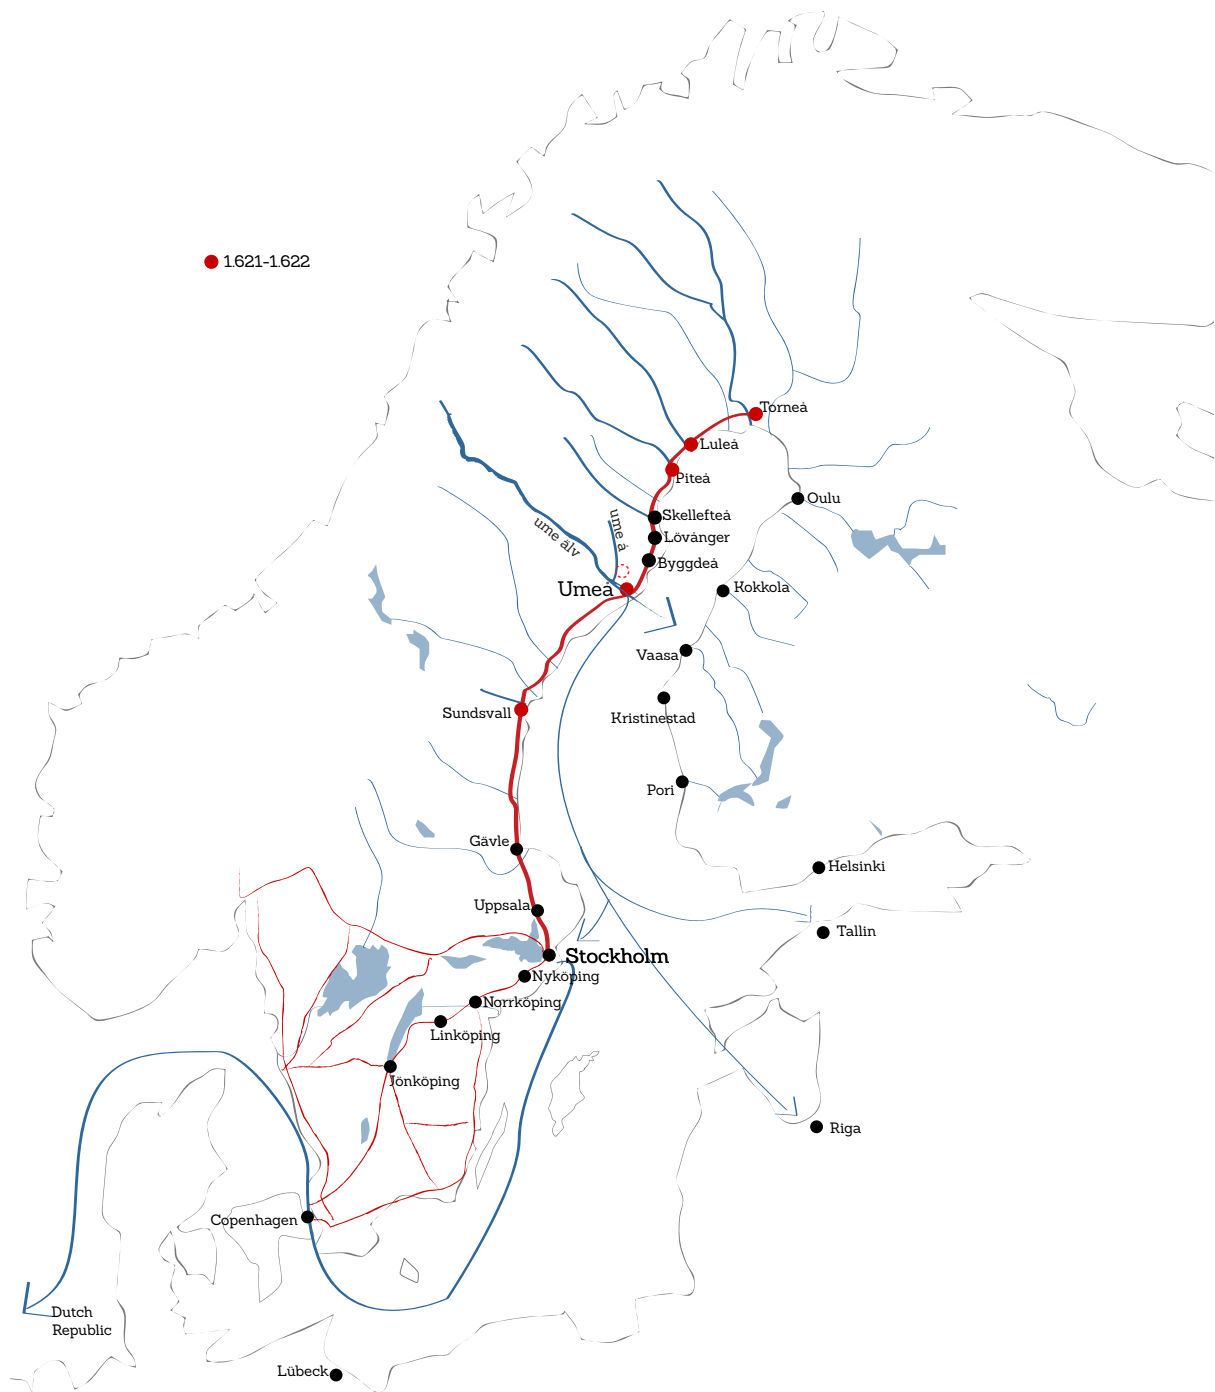 1.621-1.622
Torneå
Luleå
Piteå
Oulu
Skellefteå
ume å
ume älv
Lövånger
Byggdeå
Umeå
Kokkola
Vaasa
Sundsvall
Kristinestad
Pori
Gävle
Helsinki
Uppsala
Tallin
Stockholm
Nyköping
Norrköping
Linköping
Jönköping
Riga
Copenhagen
Dutch
Republic
Lübeck